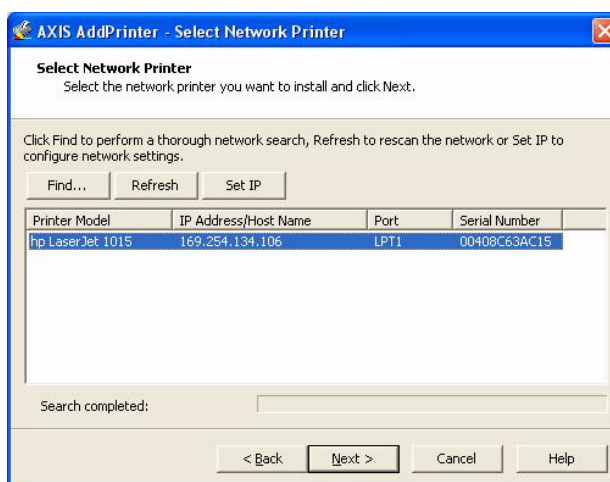 AXIS AddPrinter - Select Network Printer
Select Network Printer
Select the network printer you want to install and click Next.
Click Find to perform a thorough network search, Refresh to rescan the network or Set IP to
configure network settings.
Find... Refresh Set IP
Printer Model IP Address/Host Name Port Serial Number
hp LaserJet 1015 169.254.134.106 LPT1 00408C63AC15
Search completed:
< Back Next > Cancel Help